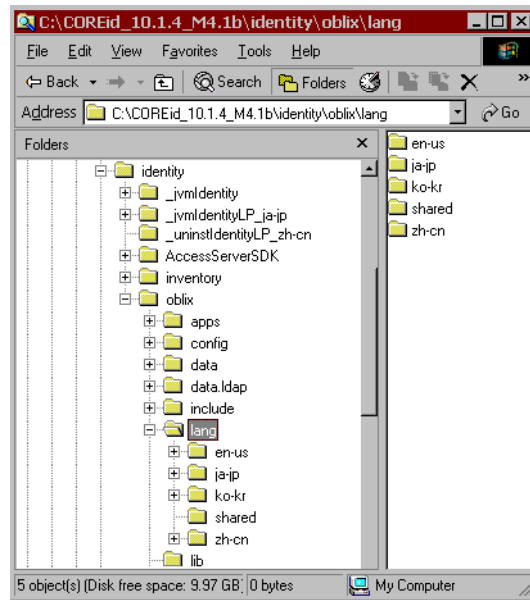 C:\COREid_10.1.4_M4.1b\identity\oblix\lang
File Edit View Favorites Tools Help
Back Search Folders »
Address C:\COREid_10.1.4_M4.1b\identity\oblix\lang Go
Folders
identity
_jvmIdentity
_jvmIdentityLP_ja-jp
_uninstIdentityLP_zh-cn
AccessServerSDK
inventory
oblix
apps
config
data
data.ldap
include
lang
en-us
ja-jp
ko-kr
shared
zh-cn
lib
en-us
ja-jp
ko-kr
shared
zh-cn
5 object(s) (Disk free space: 9.97 GB) 0 bytes My Computer